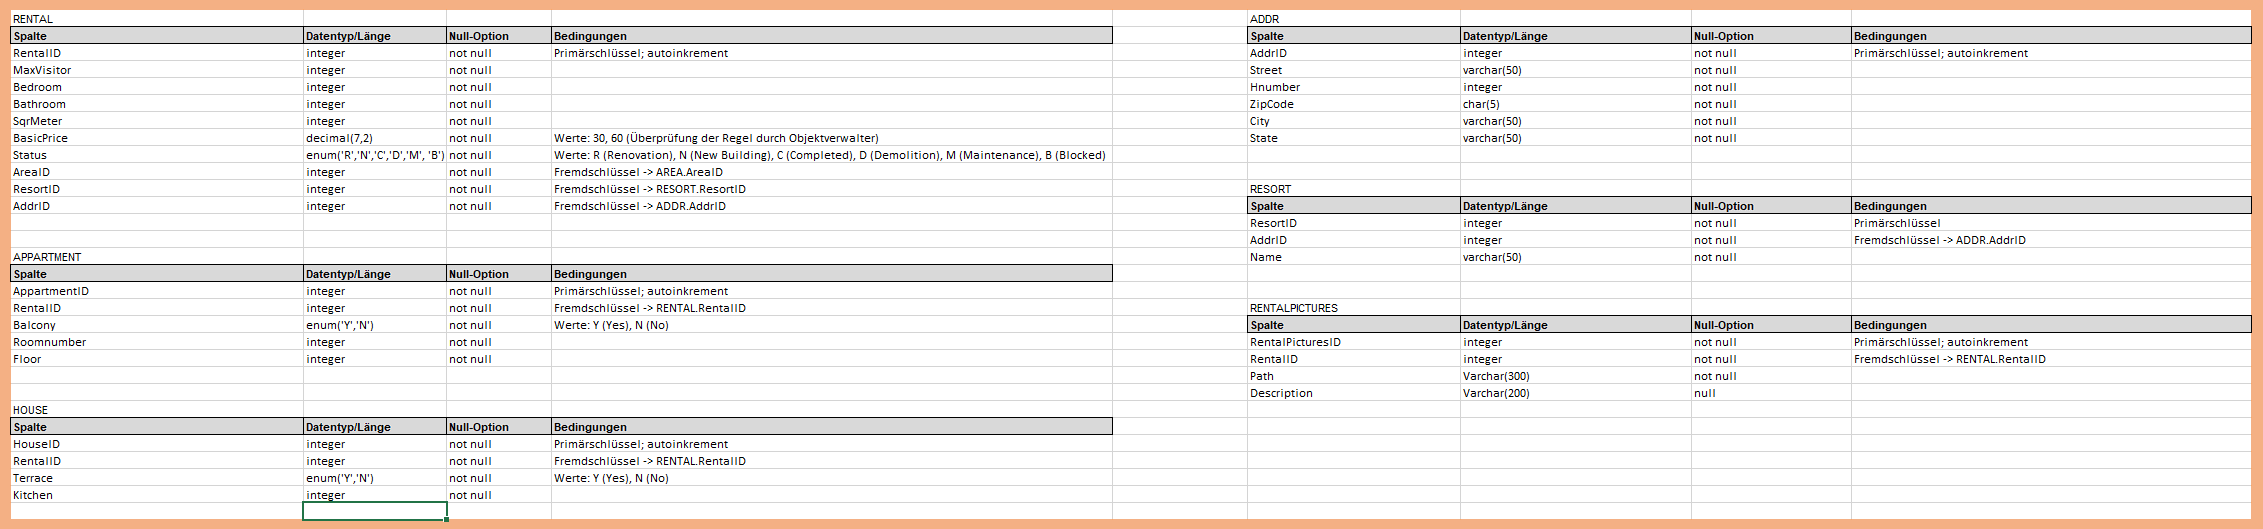 RENTAL
Spalte Datentyp/Länge Null-Option Bedingungen
RentalID integer not null Primärschlüssel; autoinkrement
MaxVisitor integer not null
Bedroom integer not null
Bathroom integer not null
SqrMeter integer not null
BasicPrice decimal(7,2) not null Werte: 30, 60 (Überprüfung der Regel durch Objektverwalter)
Status enum('R','N','C','D','M', 'B') not null Werte: R (Renovation), N (New Building), C (Completed), D (Demolition), M (Maintenance), B (Blocked)
AreaID integer not null Fremdschlüssel -> AREA.AreaID
ResortID integer not null Fremdschlüssel -> RESORT.ResortID
AddrID integer not null Fremdschlüssel -> ADDR.AddrID
APPARTMENT
Spalte Datentyp/Länge Null-Option Bedingungen
AppartmentID integer not null Primärschlüssel; autoinkrement
RentalID integer not null Fremdschlüssel -> RENTAL.RentalID
Balcony enum('Y','N') not null Werte: Y (Yes), N (No)
Roomnumber integer not null
Floor integer not null
HOUSE
Spalte Datentyp/Länge Null-Option Bedingungen
HouseID integer not null Primärschlüssel; autoinkrement
RentalID integer not null Fremdschlüssel -> RENTAL.RentalID
Terrace enum('Y','N') not null Werte: Y (Yes), N (No)
Kitchen integer not null
ADDR
Spalte Datentyp/Länge Null-Option Bedingungen
AddrID integer not null Primärschlüssel; autoinkrement
Street varchar(50) not null
Hnumber integer not null
ZipCode char(5) not null
City varchar(50) not null
State varchar(50) not null
RESORT
Spalte Datentyp/Länge Null-Option Bedingungen
ResortID integer not null Primärschlüssel
AddrID integer not null Fremdschlüssel -> ADDR.AddrID
Name varchar(50) not null
RENTALPICTURES
Spalte Datentyp/Länge Null-Option Bedingungen
RentalPicturesID integer not null Primärschlüssel; autoinkrement
RentalID integer not null Fremdschlüssel -> RENTAL.RentalID
Path Varchar(300) not null
Description Varchar(200) null